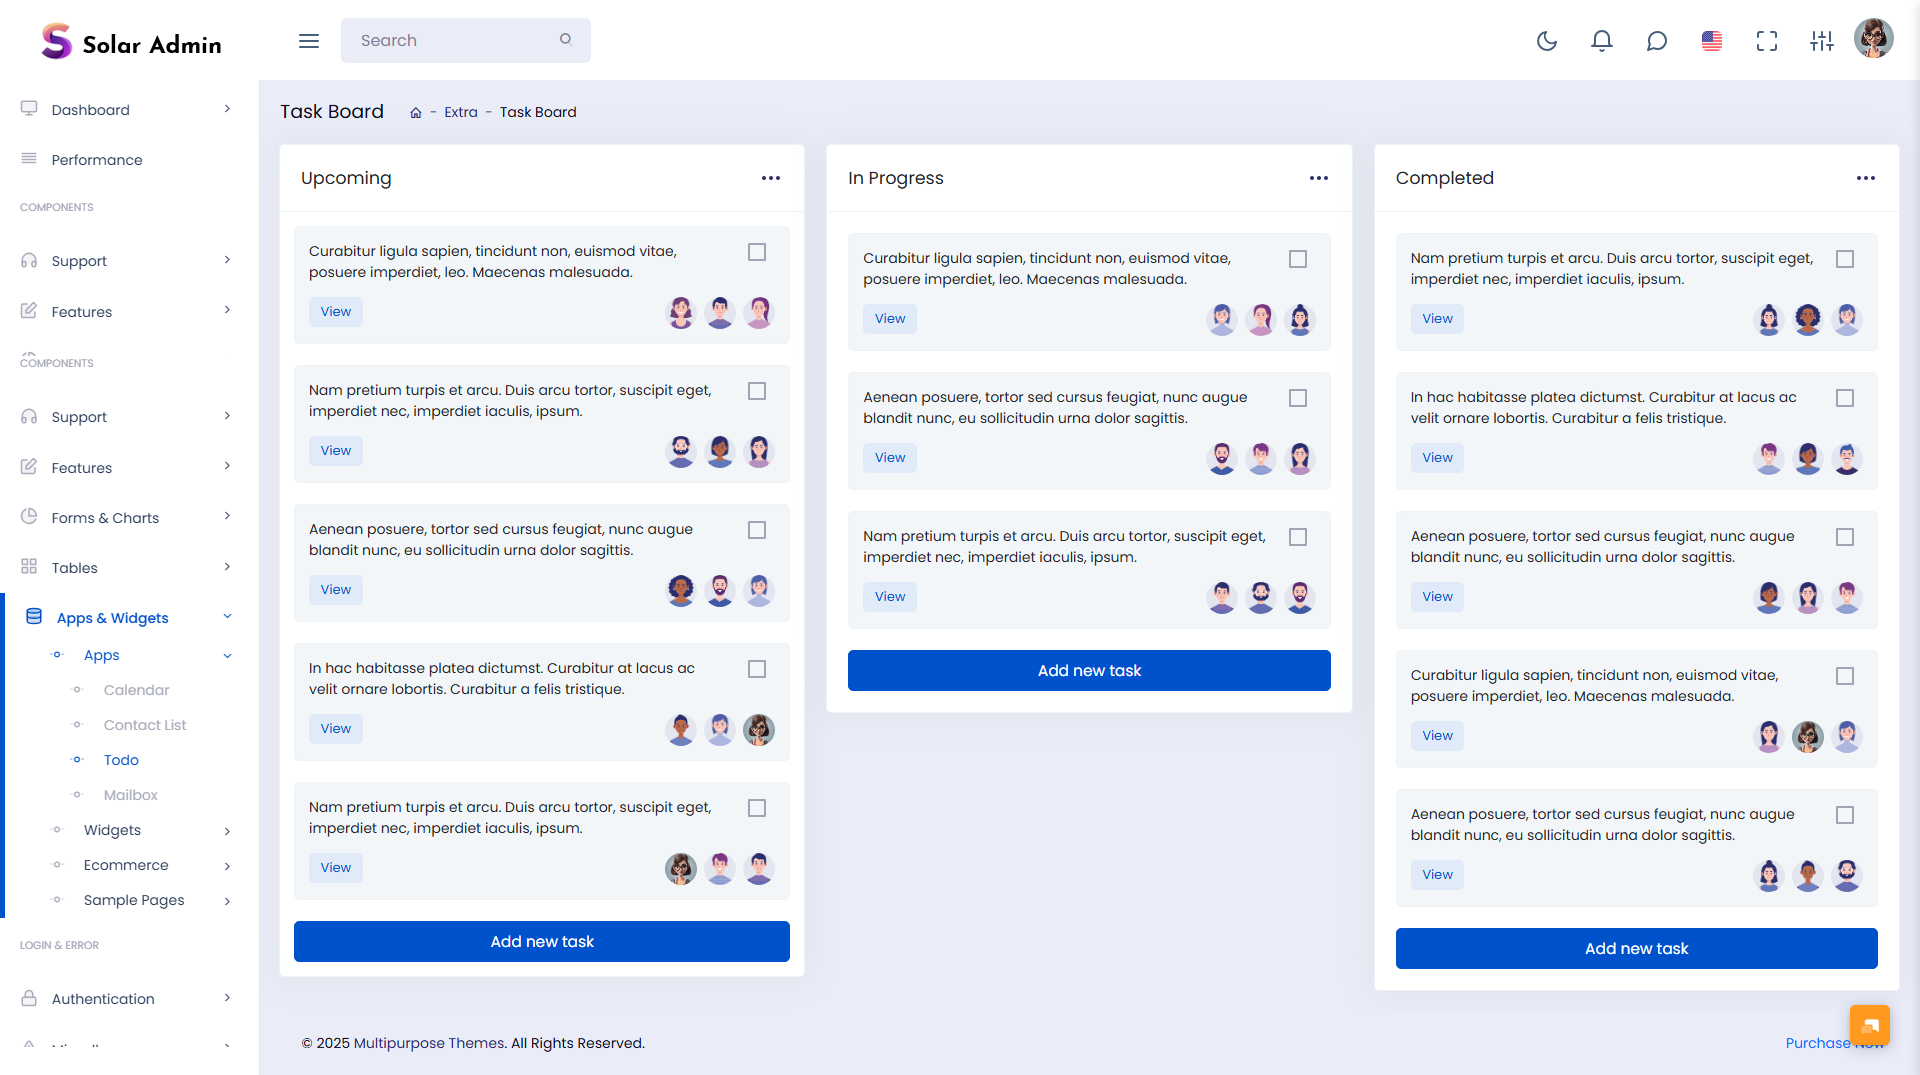 Solar Admin
Search
Dashboard
Performance
COMPONENTS
Support
Features
COMPONENTS
Support
Features
Forms & Charts
Tables
Apps & Widgets
Apps
Calendar
Contact List
Todo
Mailbox
Widgets
Ecommerce
Sample Pages
LOGIN & ERROR
Authentication
Task Board
- Extra - Task Board
Upcoming
Curabitur ligula sapien, tincidunt non, euismod vitae,
posuere imperdiet, leo. Maecenas malesuada.
View
Nam pretium turpis et arcu. Duis arcu tortor, suscipit eget,
imperdiet nec, imperdiet iaculis, ipsum.
View
Aenean posuere, tortor sed cursus feugiat, nunc augue
blandit nunc, eu sollicitudin urna dolor sagittis.
View
In hac habitasse platea dictumst. Curabitur at lacus ac
velit ornare lobortis. Curabitur a felis tristique.
View
Nam pretium turpis et arcu. Duis arcu tortor, suscipit eget,
imperdiet nec, imperdiet iaculis, ipsum.
View
Add new task
In Progress
Curabitur ligula sapien, tincidunt non, euismod vitae,
posuere imperdiet, leo. Maecenas malesuada.
View
Aenean posuere, tortor sed cursus feugiat, nunc augue
blandit nunc, eu sollicitudin urna dolor sagittis.
View
Nam pretium turpis et arcu. Duis arcu tortor, suscipit eget,
imperdiet nec, imperdiet iaculis, ipsum.
View
Add new task
Completed
Nam pretium turpis et arcu. Duis arcu tortor, suscipit eget,
imperdiet nec, imperdiet iaculis, ipsum.
View
In hac habitasse platea dictumst. Curabitur at lacus ac
velit ornare lobortis. Curabitur a felis tristique.
View
Aenean posuere, tortor sed cursus feugiat, nunc augue
blandit nunc, eu sollicitudin urna dolor sagittis.
View
Curabitur ligula sapien, tincidunt non, euismod vitae,
posuere imperdiet, leo. Maecenas malesuada.
View
Aenean posuere, tortor sed cursus feugiat, nunc augue
blandit nunc, eu sollicitudin urna dolor sagittis.
View
Add new task
© 2025 Multipurpose Themes. All Rights Reserved.
Purchase